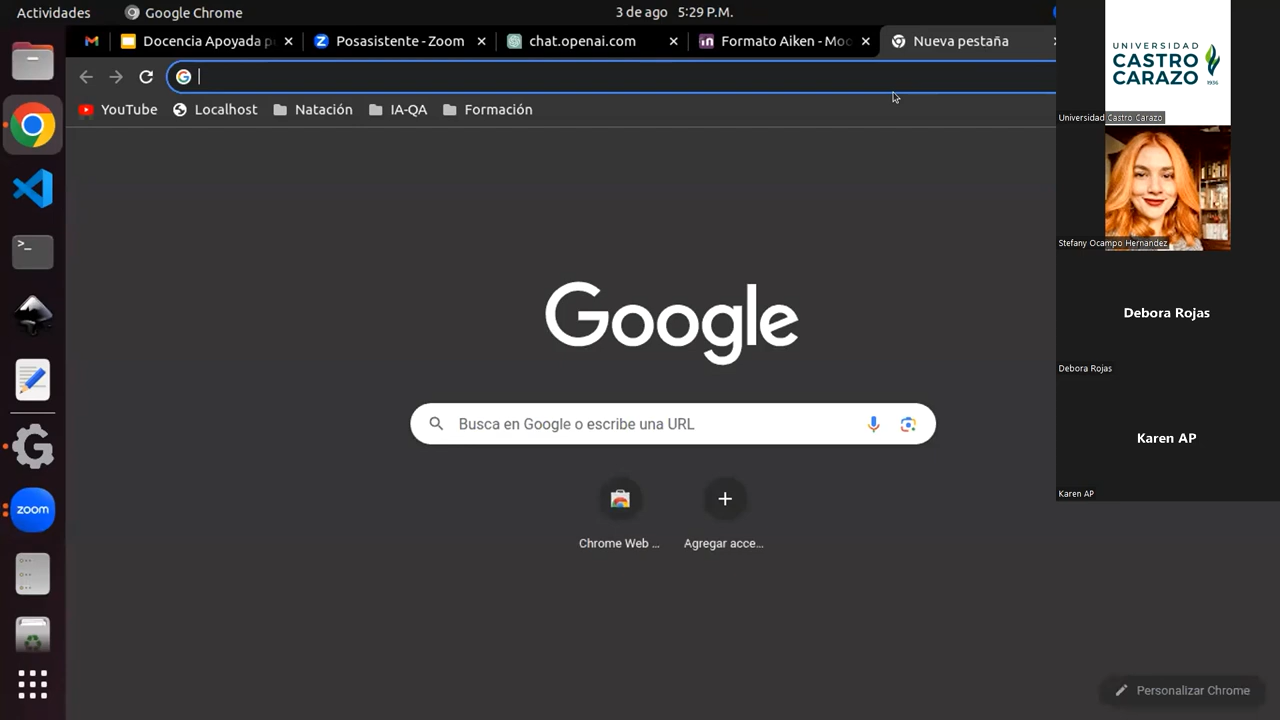 Actividades
Google Chrome
3 de ago 5:29 P.M.
Docencia Apoyada p
Posasistente - Zoom
chat.openai.com
Formato Aiken - Moo
Nueva pestaña
YouTube
Localhost
Natación
IA-QA
Formación
Google
Busca en Google o escribe una URL
Chrome Web ...
Agregar acce...
Personalizar Chrome
zoom
UNIVERSIDAD
CASTRO
CARAZO
1936
Universidad Castro Carazo
Stefany Ocampo Hernandez
Debora Rojas
Debora Rojas
Karen AP
Karen AP